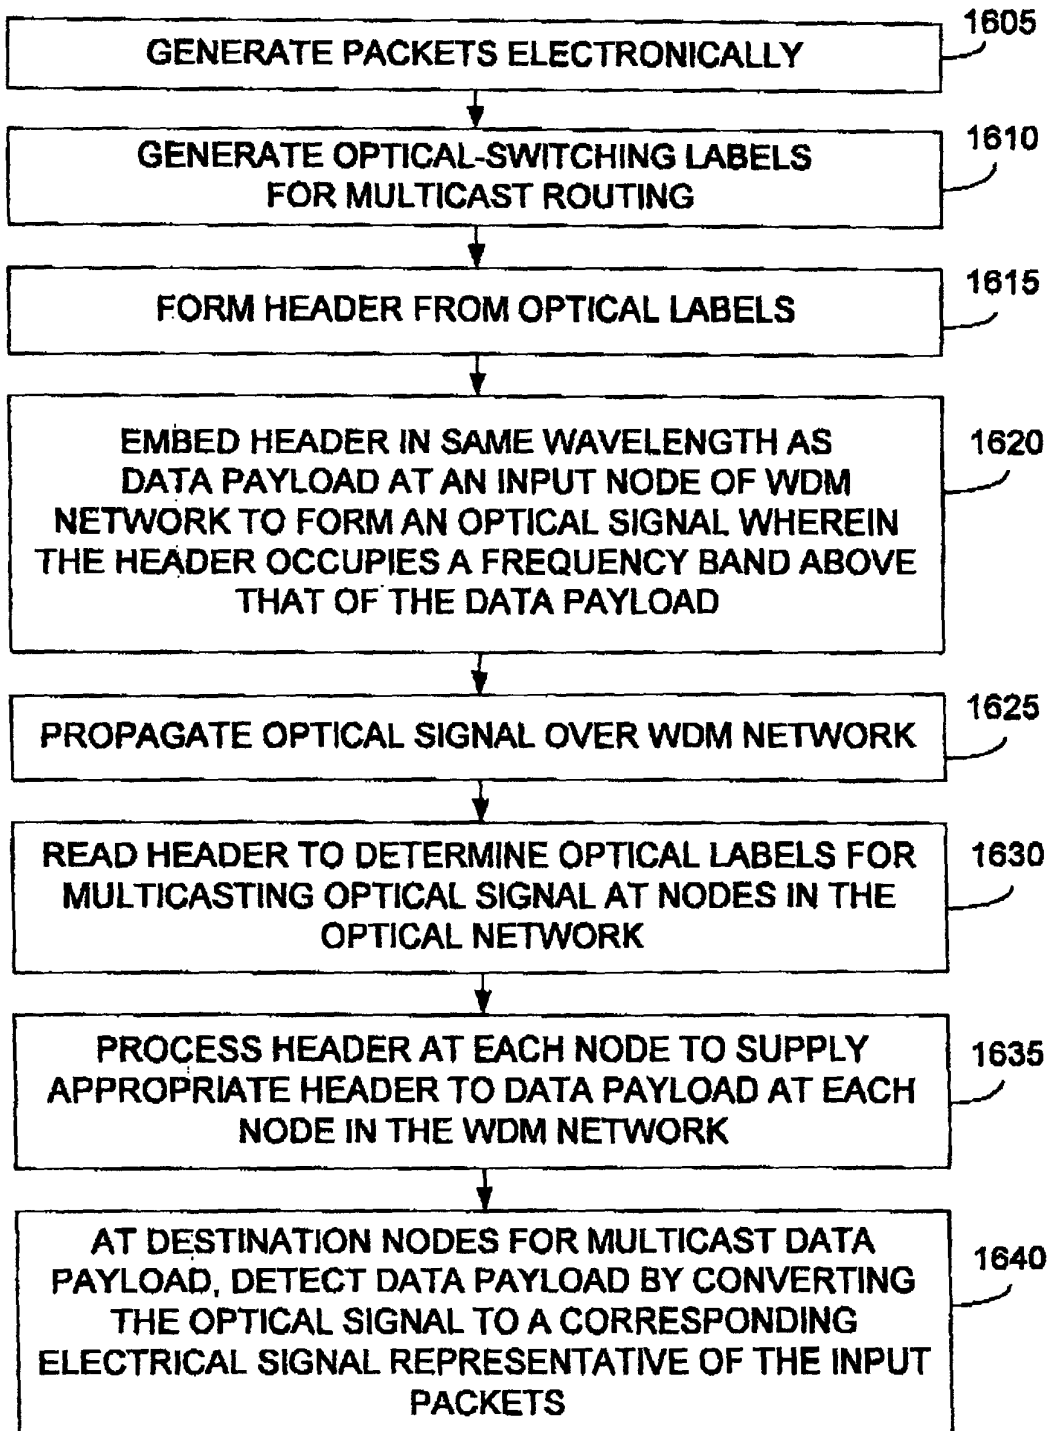 1605
GENERATE PACKETS ELECTRONICALLY
1610
GENERATE OPTICAL-SWITCHING LABELS
FOR MULTICAST ROUTING
1615
FORM HEADER FROM OPTICAL LABELS
1620
EMBED HEADER IN SAME WAVELENGTH AS
DATA PAYLOAD AT AN INPUT NODE OF WDM
NETWORK TO FORM AN OPTICAL SIGNAL WHEREIN
THE HEADER OCCUPIES A FREQUENCY BAND ABOVE
THAT OF THE DATA PAYLOAD
1625
PROPAGATE OPTICAL SIGNAL OVER WDM NETWORK
1630
READ HEADER TO DETERMINE OPTICAL LABELS FOR
MULTICASTING OPTICAL SIGNAL AT NODES IN THE
OPTICAL NETWORK
1635
PROCESS HEADER AT EACH NODE TO SUPPLY
APPROPRIATE HEADER TO DATA PAYLOAD AT EACH
NODE IN THE WDM NETWORK
1640
AT DESTINATION NODES FOR MULTICAST DATA
PAYLOAD, DETECT DATA PAYLOAD BY CONVERTING
THE OPTICAL SIGNAL TO A CORRESPONDING
ELECTRICAL SIGNAL REPRESENTATIVE OF THE INPUT
PACKETS